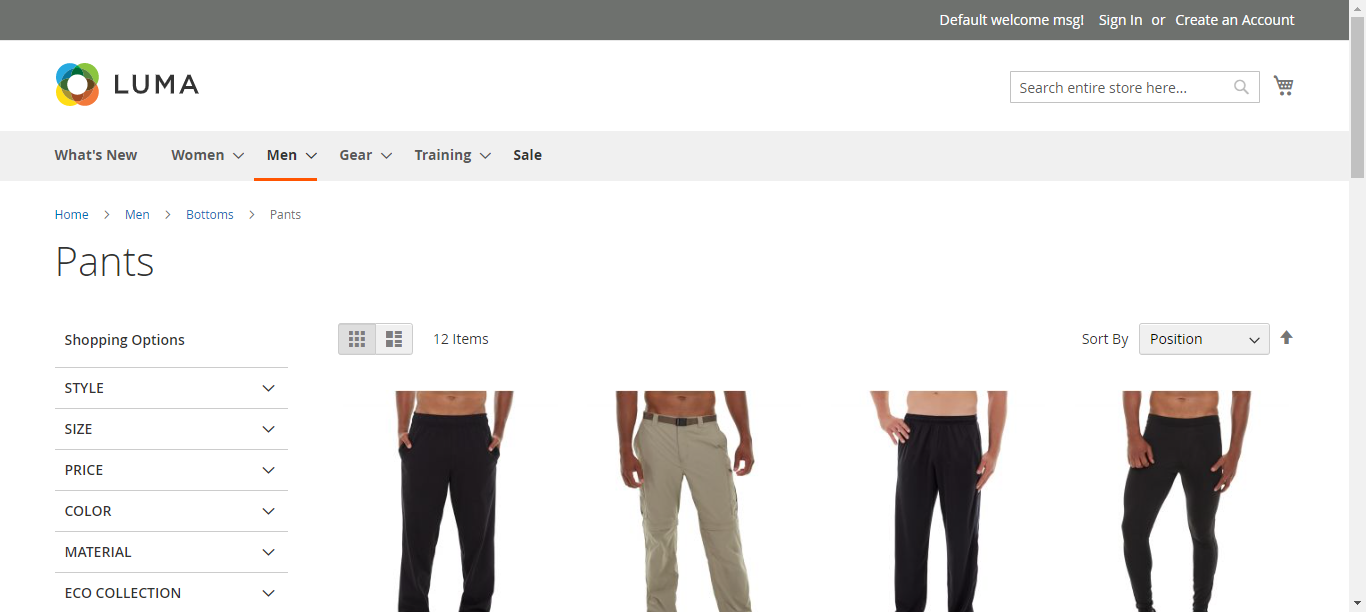 Default welcome msg! Sign In or Create an Account
LUMA
Search entire store here...
What's New Women Men Gear Training Sale
Home Men Bottoms Pants
Pants
Shopping Options
12 Items
Sort By Position
STYLE
SIZE
PRICE
COLOR
MATERIAL
ECO COLLECTION